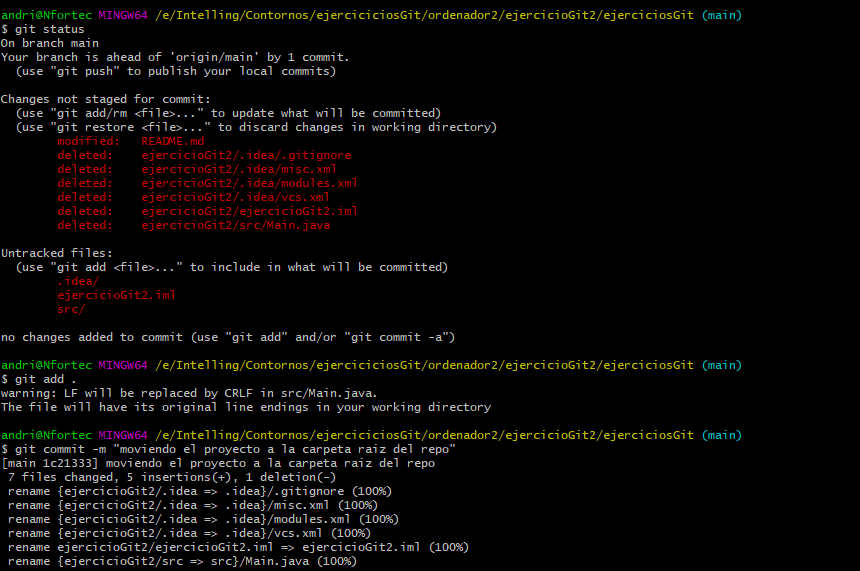 andri@Nfortec MINGW64 /e/Intelling/Contornos/ejercicicosGit/ordenador2/ejercicioGit2/ejerciciosGit (main)
$ git status
On branch main
Your branch is ahead of 'origin/main' by 1 commit.
  (use "git push" to publish your local commits)

Changes not staged for commit:
  (use "git add/rm <file>..." to update what will be committed)
  (use "git restore <file>..." to discard changes in working directory)
        modified:   README.md
        deleted:    ejercicioGit2/.idea/.gitignore
        deleted:    ejercicioGit2/.idea/misc.xml
        deleted:    ejercicioGit2/.idea/modules.xml
        deleted:    ejercicioGit2/.idea/vcs.xml
        deleted:    ejercicioGit2/ejercicioGit2.iml
        deleted:    ejercicioGit2/src/Main.java

Untracked files:
  (use "git add <file>..." to include in what will be committed)
        .idea/
        ejercicioGit2.iml
        src/

no changes added to commit (use "git add" and/or "git commit -a")

andri@Nfortec MINGW64 /e/Intelling/Contornos/ejercicicosGit/ordenador2/ejercicioGit2/ejerciciosGit (main)
$ git add .
warning: LF will be replaced by CRLF in src/Main.java.
The file will have its original line endings in your working directory

andri@Nfortec MINGW64 /e/Intelling/Contornos/ejercicicosGit/ordenador2/ejercicioGit2/ejerciciosGit (main)
$ git commit -m "moviendo el proyecto a la carpeta raiz del repo"
[main 1c21333] moviendo el proyecto a la carpeta raiz del repo
 7 files changed, 5 insertions(+), 1 deletion(-)
 rename {ejercicioGit2/.idea => .idea}/.gitignore (100%)
 rename {ejercicioGit2/.idea => .idea}/misc.xml (100%)
 rename {ejercicioGit2/.idea => .idea}/modules.xml (100%)
 rename {ejercicioGit2/.idea => .idea}/vcs.xml (100%)
 rename ejercicioGit2/ejercicioGit2.iml => ejercicioGit2.iml (100%)
 rename {ejercicioGit2/src => src}/Main.java (100%)